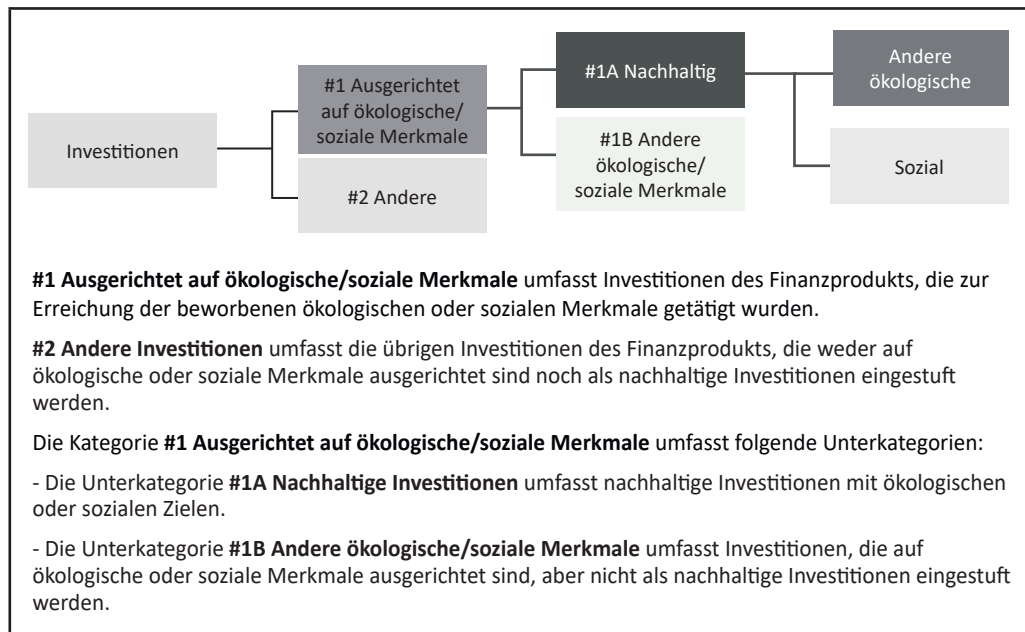 Investitionen
#1 Ausgerichtet
auf ökologische/
soziale Merkmale
#2 Andere
#1A Nachhaltig
#1B Andere
ökologische/
soziale Merkmale
Andere
ökologische
Sozial
#1 Ausgerichtet auf ökologische/soziale Merkmale umfasst Investitionen des Finanzprodukts, die zur
Erreichung der beworbenen ökologischen oder sozialen Merkmale getätigt wurden.
#2 Andere Investitionen umfasst die übrigen Investitionen des Finanzprodukts, die weder auf
ökologische oder soziale Merkmale ausgerichtet sind noch als nachhaltige Investitionen eingestuft
werden.
Die Kategorie #1 Ausgerichtet auf ökologische/soziale Merkmale umfasst folgende Unterkategorien:
- Die Unterkategorie #1A Nachhaltige Investitionen umfasst nachhaltige Investitionen mit ökologischen
oder sozialen Zielen.
- Die Unterkategorie #1B Andere ökologische/soziale Merkmale umfasst Investitionen, die auf
ökologische oder soziale Merkmale ausgerichtet sind, aber nicht als nachhaltige Investitionen eingestuft
werden.